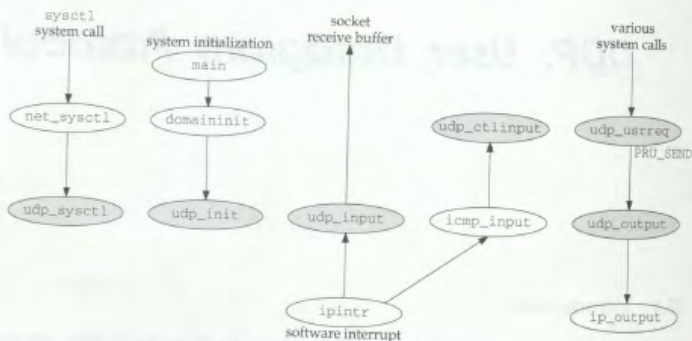 sysctl
system call
system initialization
main
socket
receive buffer
various
system calls
net_sysctl
domaininit
udp_ctlinput
udp_usrreq
PRU_SEND
udp_sysctl
udp_init
udp_input
icmp_input
udp_output
ipintr
software interrupt
ip_output